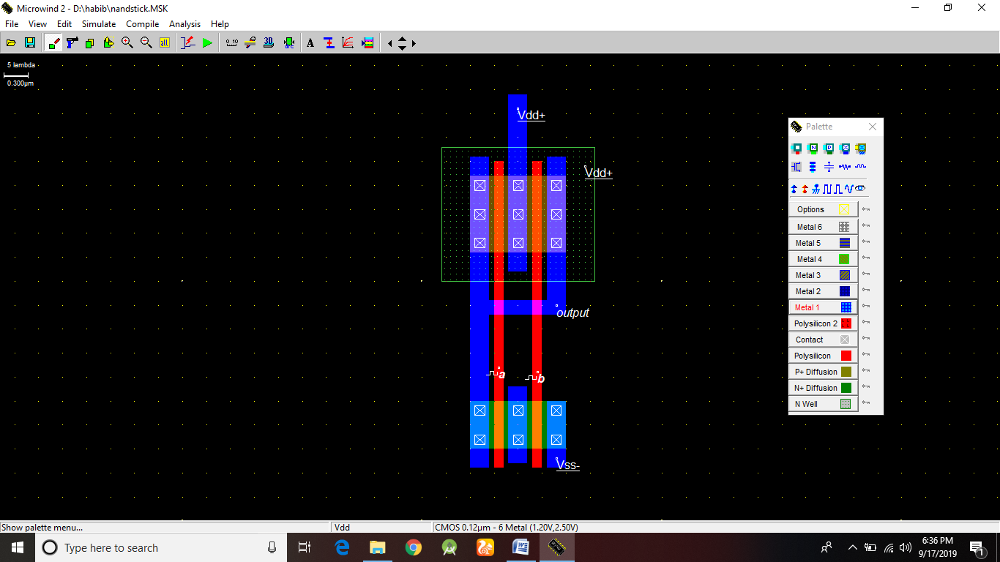 Microwind 2 - D:\habib\nandstick.MSK
File View Edit Simulate Compile Analysis Help
5 lambda
0.300µm
Vdd+
Vdd+
output
a
b
Vss-
Palette
Options
Metal 6
Metal 5
Metal 4
Metal 3
Metal 2
Metal 1
Polysilicon 2
Contact
Polysilicon
P+ Diffusion
N+ Diffusion
N Well
Show palette menu... Vdd CMOS 0.12µm - 6 Metal (1.20V,2.50V)
Type here to search
6:36 PM
9/17/2019